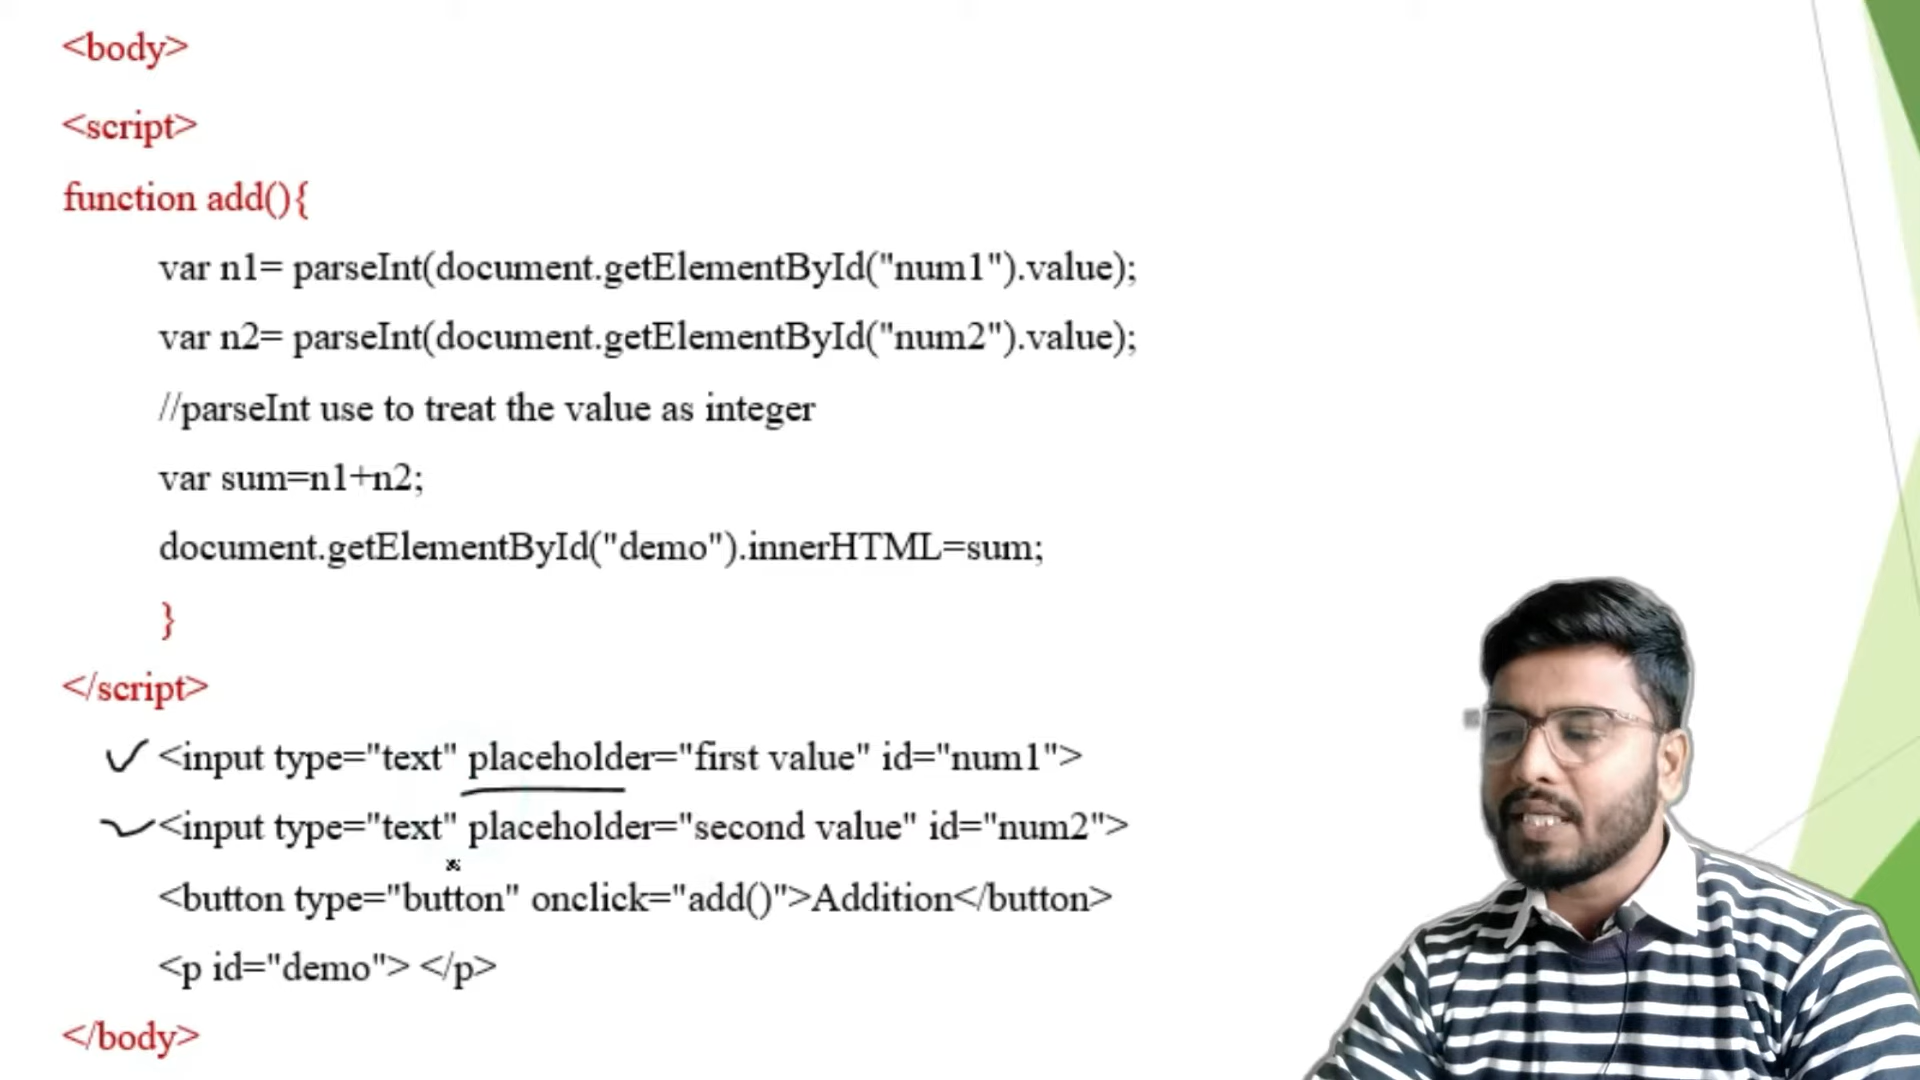 <body>
<script>
function add(){
var n1= parseInt(document.getElementById("num1").value);
var n2= parseInt(document.getElementById("num2").value);
//parseInt use to treat the value as integer
var sum=n1+n2;
document.getElementById("demo").innerHTML=sum;
}
</script>
<input type="text" placeholder="first value" id="num1">
<input type="text" placeholder="second value" id="num2">
<button type="button" onclick="add()">Addition</button>
<p id="demo"> </p>
</body>